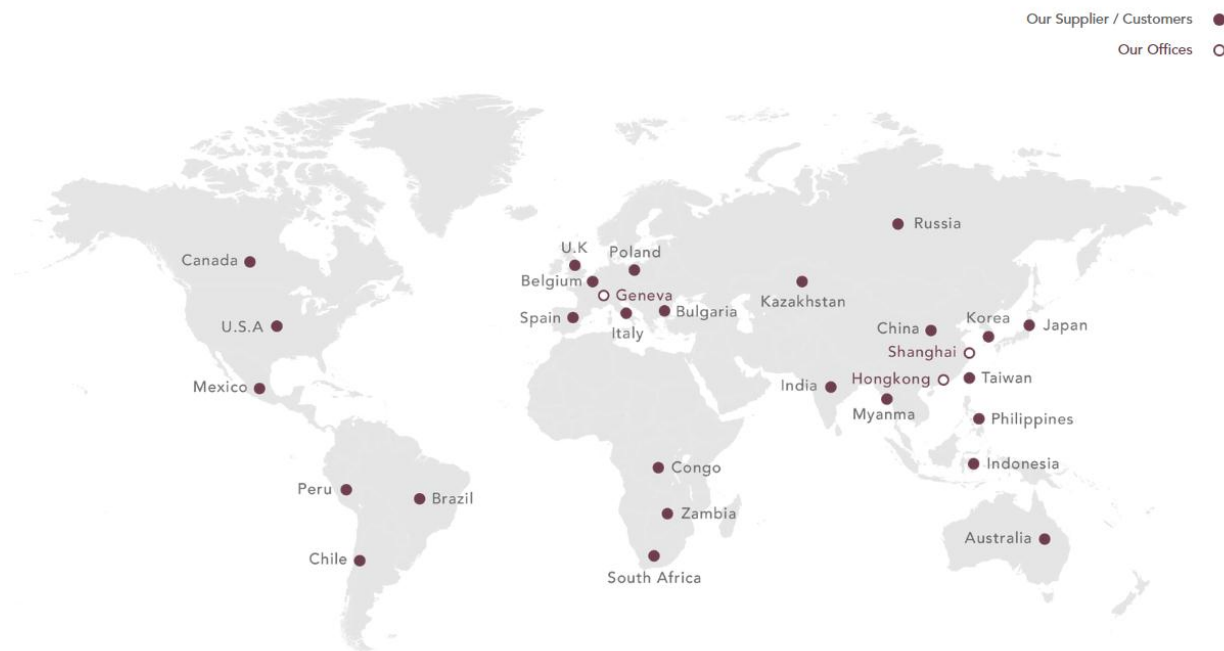 Our Supplier / Customers
Our Offices
Russia
U.K
Poland
Canada
Belgium
Geneva
Kazakhstan
Bulgaria
Spain
Italy
U.S.A
China
Korea
Japan
Shanghai
Hongkong
Taiwan
Mexico
India
Myanma
Philippines
Congo
Indonesia
Peru
Brazil
Zambia
Australia
Chile
South Africa